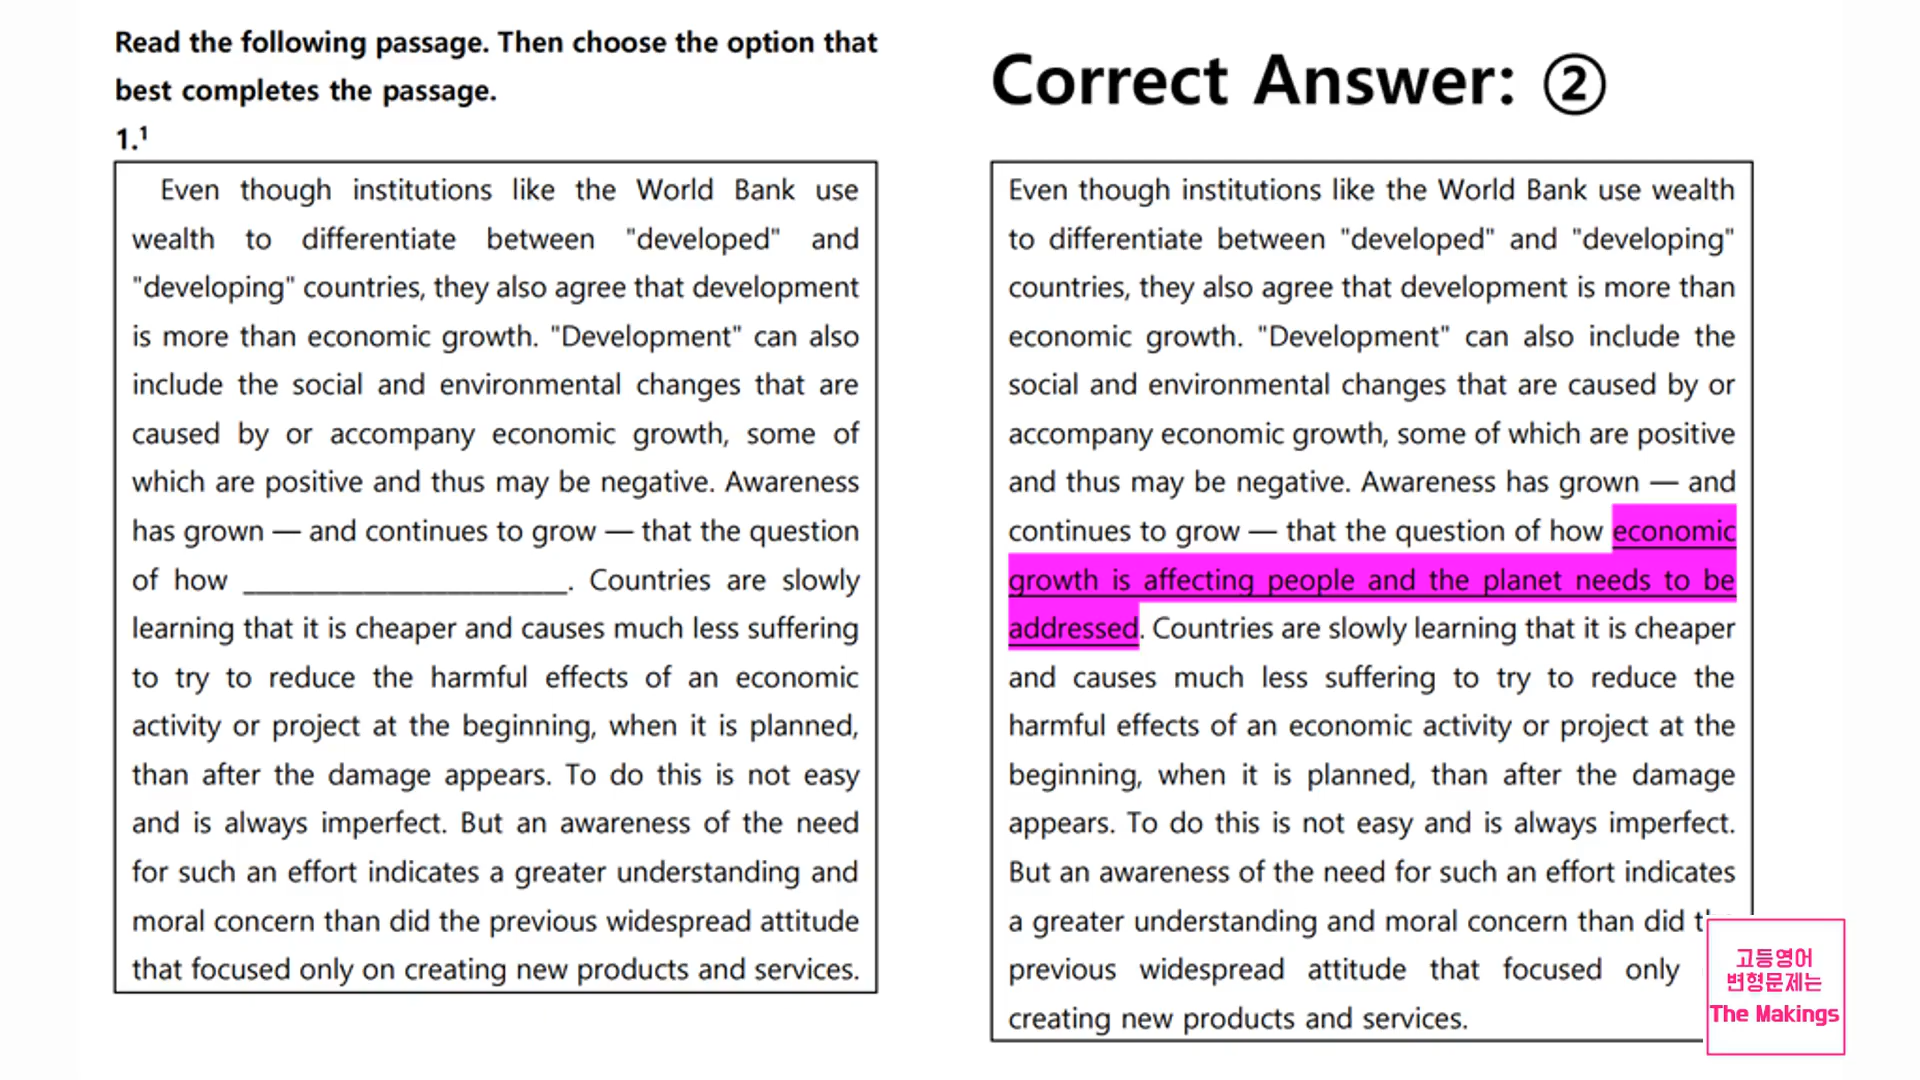 Read the following passage. Then choose the option that
best completes the passage.
1.¹
Even though institutions like the World Bank use
wealth to differentiate between "developed" and
"developing" countries, they also agree that development
is more than economic growth. "Development" can also
include the social and environmental changes that are
caused by or accompany economic growth, some of
which are positive and thus may be negative. Awareness
has grown — and continues to grow — that the question
of how ______________________. Countries are slowly
learning that it is cheaper and causes much less suffering
to try to reduce the harmful effects of an economic
activity or project at the beginning, when it is planned,
than after the damage appears. To do this is not easy
and is always imperfect. But an awareness of the need
for such an effort indicates a greater understanding and
moral concern than did the previous widespread attitude
that focused only on creating new products and services.
Correct Answer: ②
Even though institutions like the World Bank use wealth
to differentiate between "developed" and "developing"
countries, they also agree that development is more than
economic growth. "Development" can also include the
social and environmental changes that are caused by or
accompany economic growth, some of which are positive
and thus may be negative. Awareness has grown — and
continues to grow — that the question of how economic
growth is affecting people and the planet needs to be
addressed. Countries are slowly learning that it is cheaper
and causes much less suffering to try to reduce the
harmful effects of an economic activity or project at the
beginning, when it is planned, than after the damage
appears. To do this is not easy and is always imperfect.
But an awareness of the need for such an effort indicates
a greater understanding and moral concern than did
previous widespread attitude that focused only
creating new products and services.
고등영어
변형문제는
The Makings